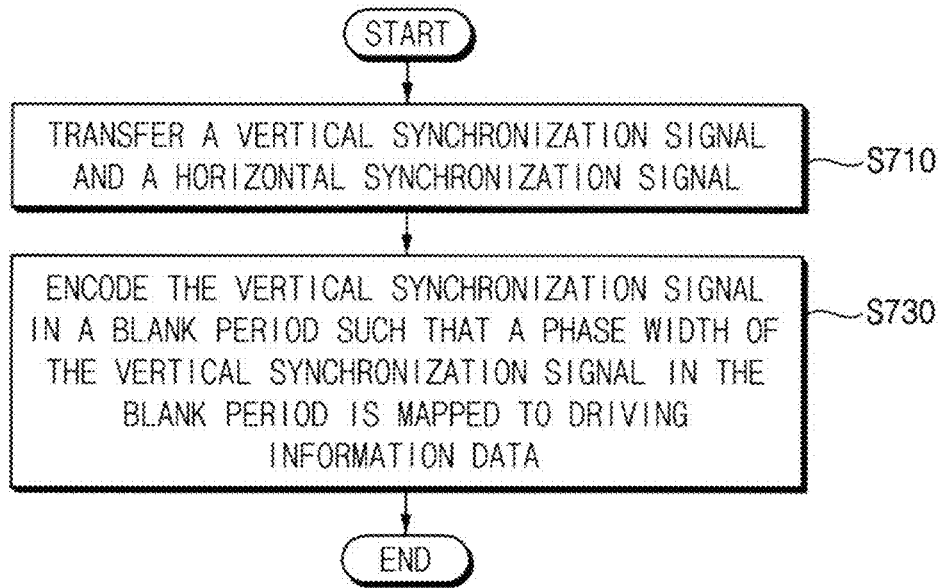 START
TRANSFER A VERTICAL SYNCHRONIZATION SIGNAL
AND A HORIZONTAL SYNCHRONIZATION SIGNAL
S710
ENCODE THE VERTICAL SYNCHRONIZATION SIGNAL
IN A BLANK PERIOD SUCH THAT A PHASE WIDTH OF
THE VERTICAL SYNCHRONIZATION SIGNAL IN THE
BLANK PERIOD IS MAPPED TO DRIVING
INFORMATION DATA
S730
END